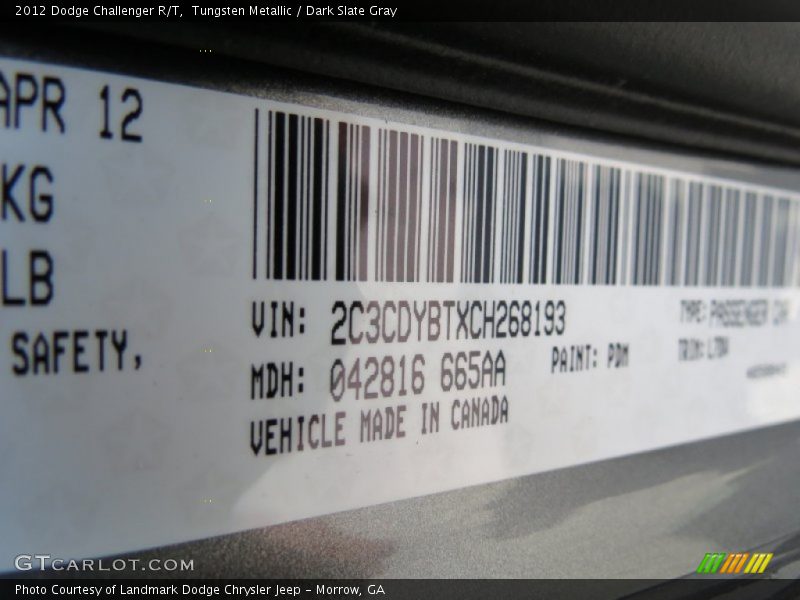 2012 Dodge Challenger R/T,  Tungsten Metallic / Dark Slate Gray
APR 12
KG
LB
SAFETY,
VIN: 2C3CDYBTXCH268193
TYPE: PASSENGER CAR
MDH: 042816 665AA
PAINT: PDM
TRIM:
VEHICLE MADE IN CANADA
GTCARLOT.COM
Photo Courtesy of Landmark Dodge Chrysler Jeep - Morrow, GA